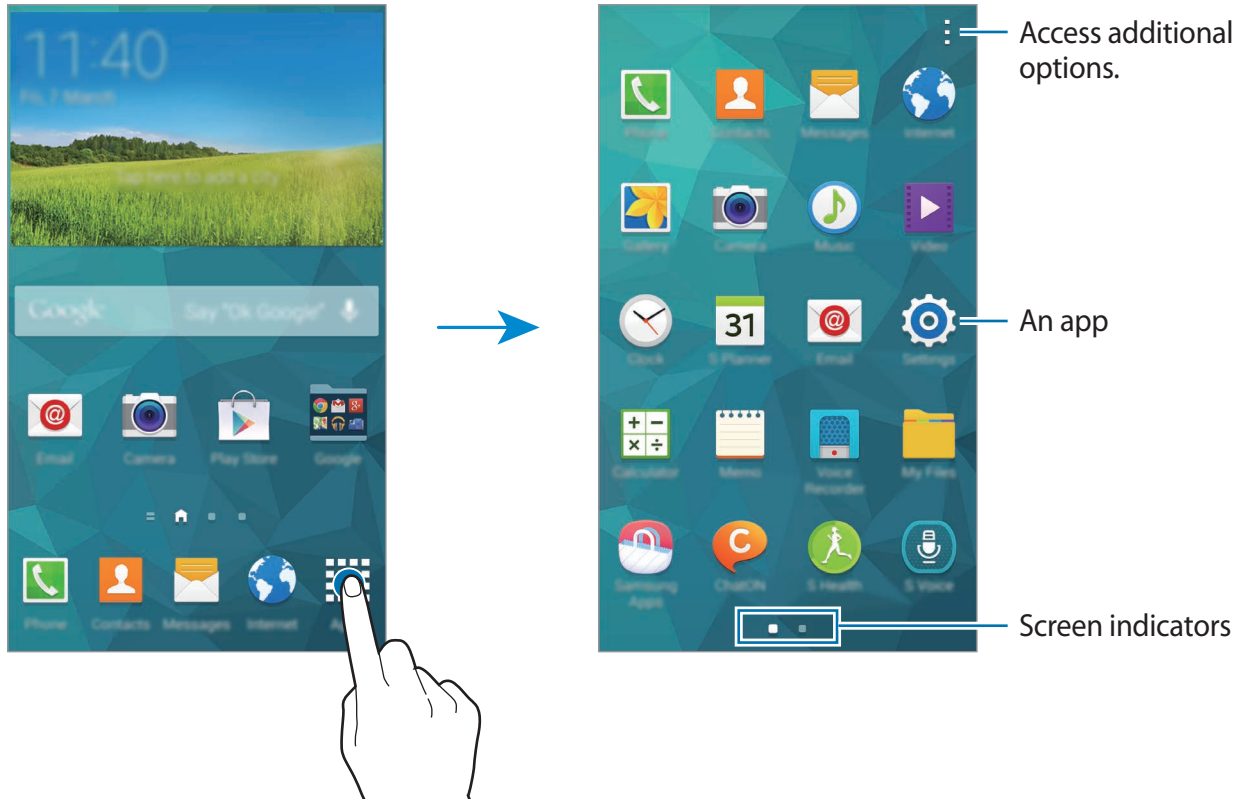 11:40
Fri, 7 March
Tap here to add a city
Google Say "Ok Google"
Email Camera Play Store Google
Phone Contacts Messages Internet
Access additional
options.
Phone Contacts Messages Internet
Gallery Camera Music Video
31
Clock S Planner Email Settings
An app
Calculator Memo Voice
Recorder My Files
C
Samsung
Apps ChatON S Health S Voice
Screen indicators